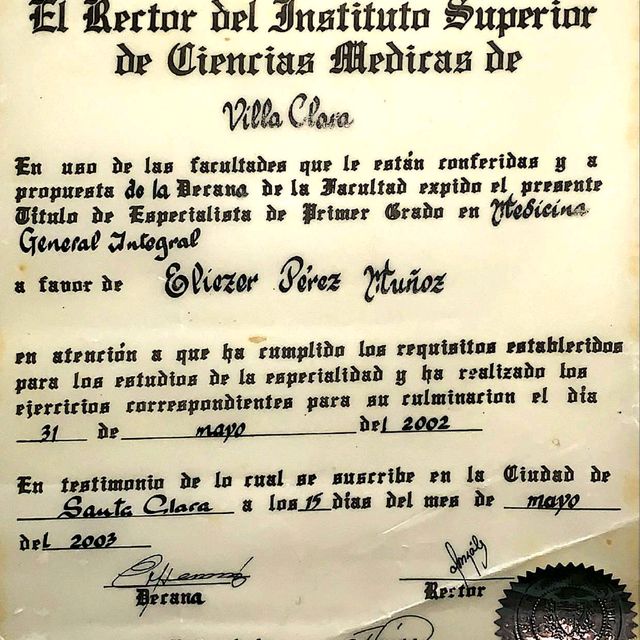 El Rector del Instituto Superior
de Ciencias Medicas de
Villa Clara
En uso de las facultades que le están conferidas y a
propuesta de la Decana de la Facultad expido el presente
Titulo de Especialista de Primer Grado en Medicina
General Integral
a favor de Eliezer Pérez Muñoz
en atención a que ha cumplido los requisitos establecidos
para los estudios de la especialidad y ha realizado los
ejercicios correspondientes para su culminacion el día
31 de mayo del 2002
En testimonio de lo cual se suscribe en la Ciudad de
Santa Clara a los 15 días del mes de mayo
del 2003
Decana Rector